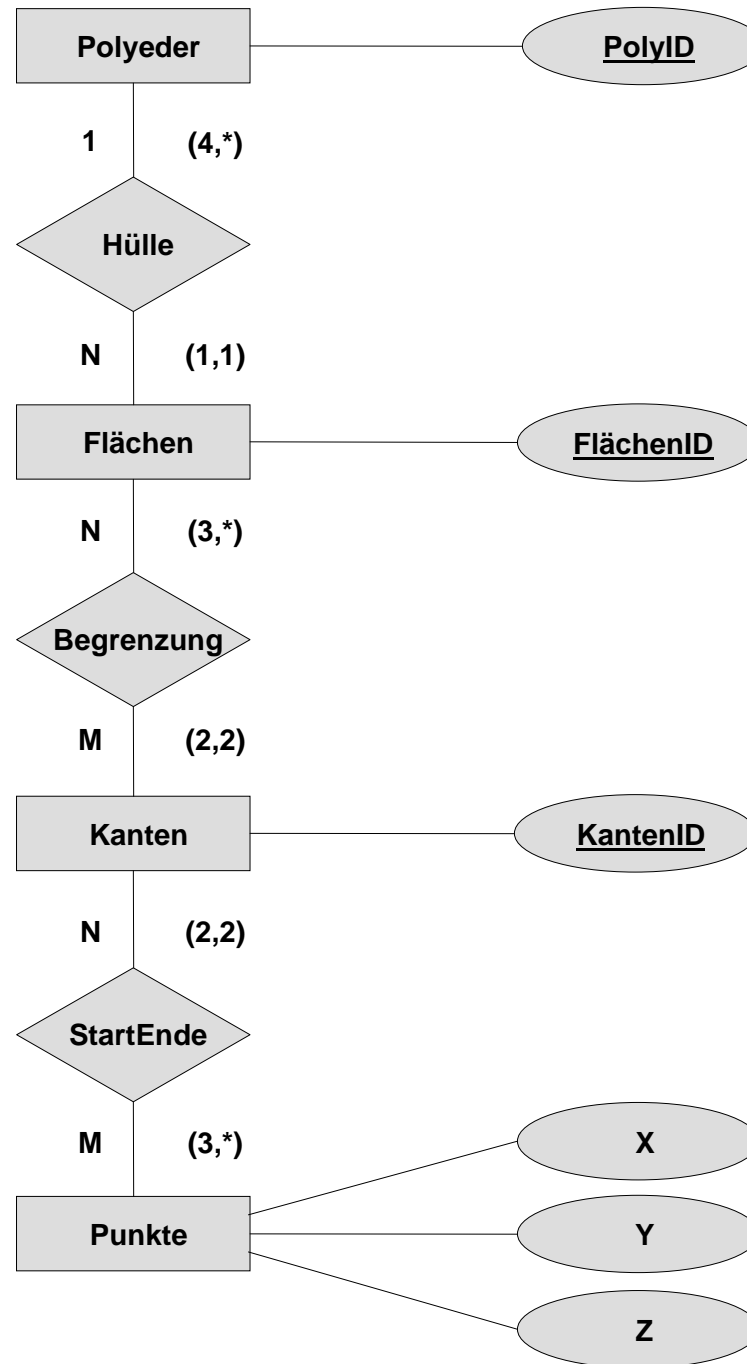 Polyeder PolyID
1 (4,*)
Hülle
N (1,1)
Flächen FlächenID
N (3,*)
Begrenzung
M (2,2)
Kanten KantenID
N (2,2)
StartEnde
M (3,*)
X
Punkte Y
Z